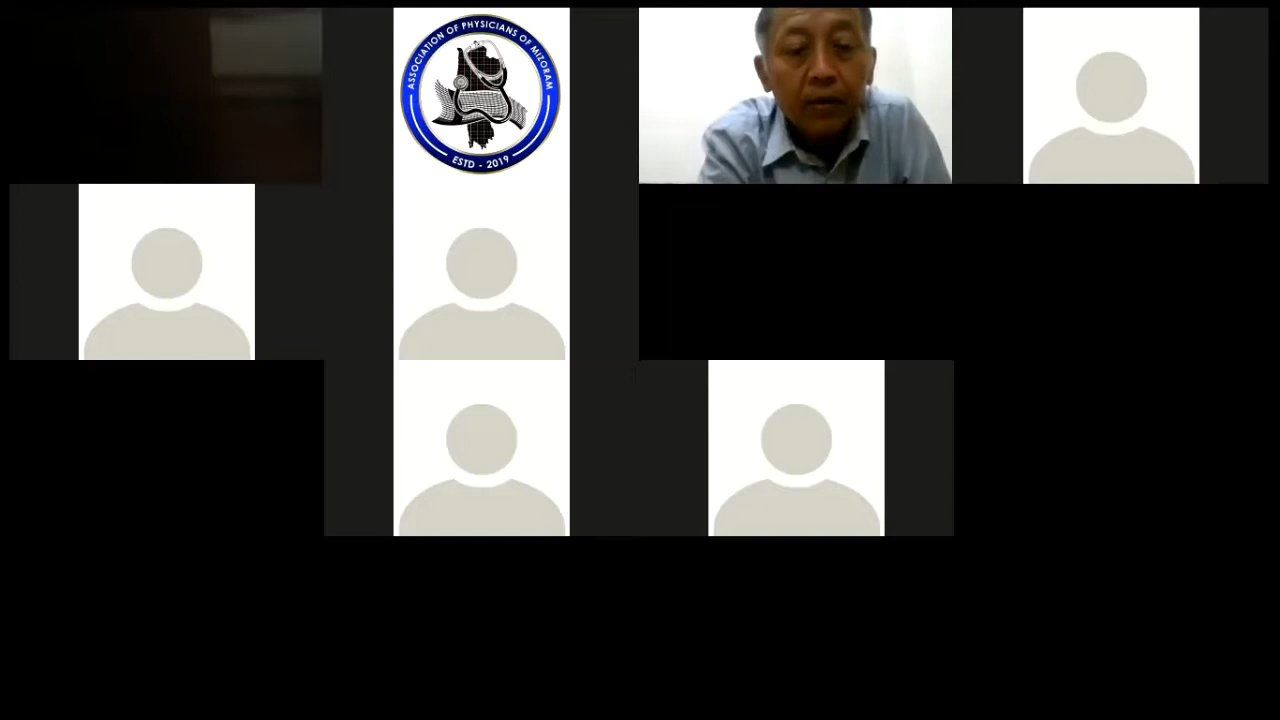 ASSOCIATION OF PHYSICIANS OF MIZORAM
ESTD - 2019